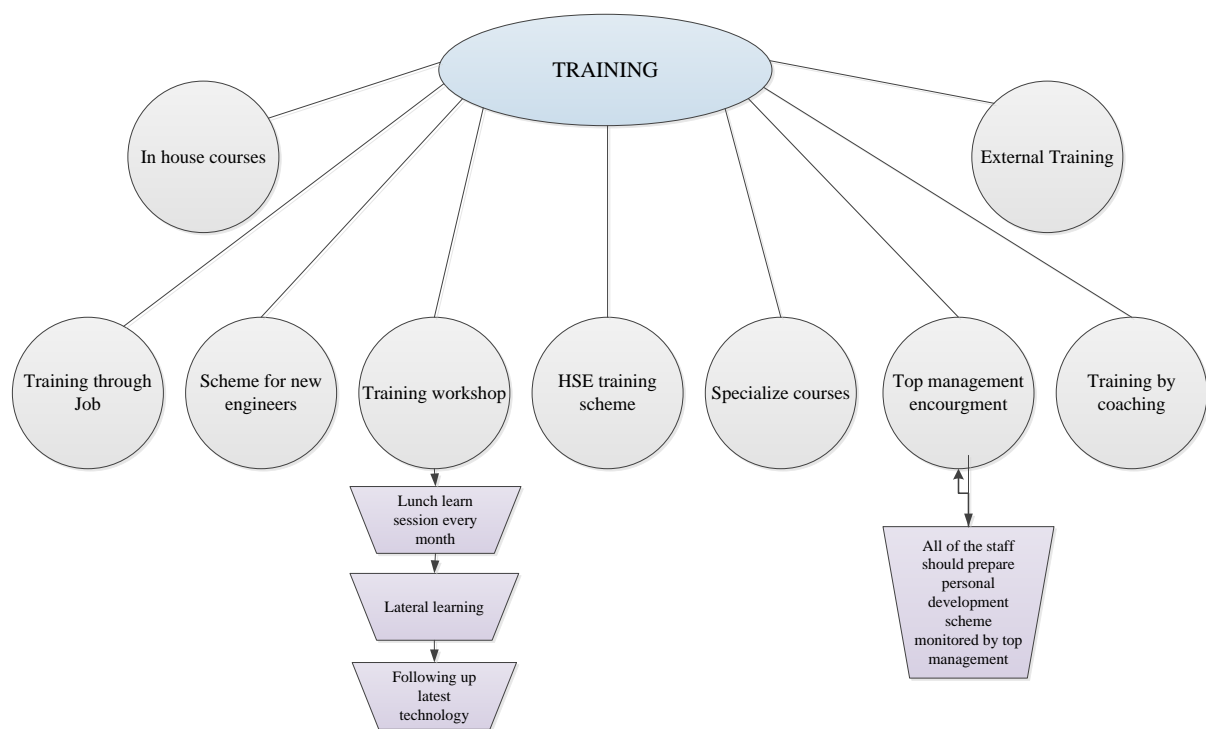 TRAINING
In house courses
External Training
Training through
Job
Scheme for new
engineers
Training workshop
HSE training
scheme
Specialize courses
Top management
encourgment
Training by
coaching
Lunch learn
session every
month
Lateral learning
Following up
latest
technology
All of the staff
should prepare
personal
development
scheme
monitored by top
management